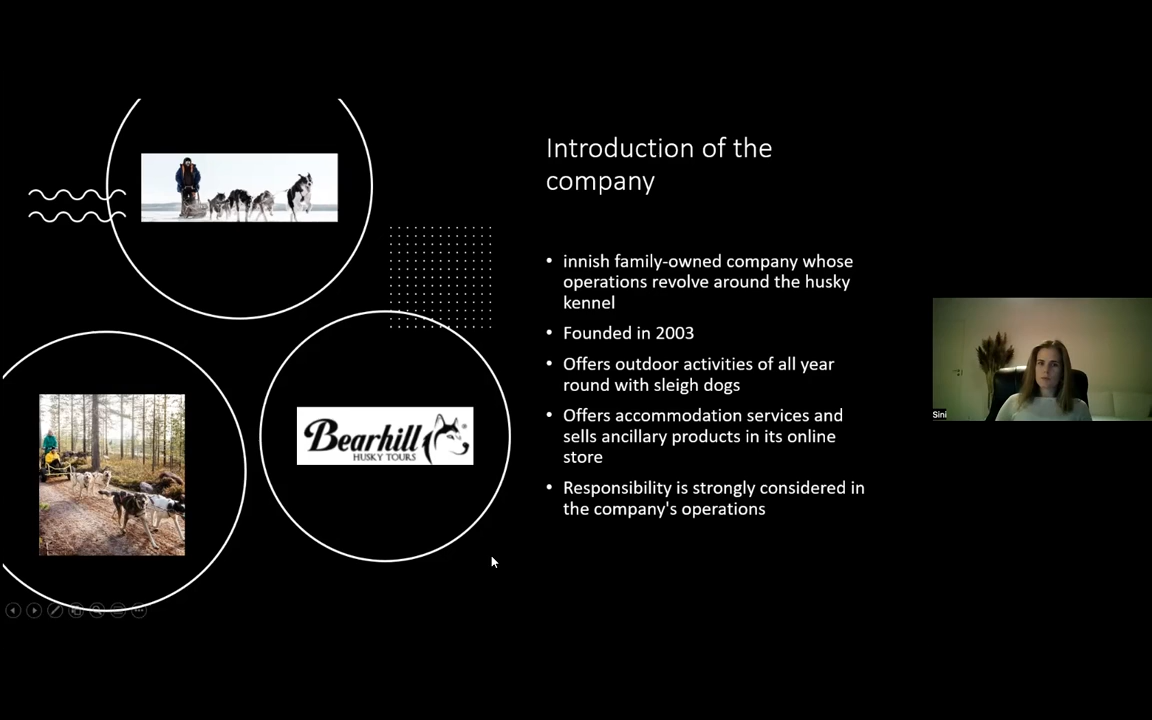 Introduction of the
company
• innish family-owned company whose
operations revolve around the husky
kennel
• Founded in 2003
• Offers outdoor activities of all year
round with sleigh dogs
• Offers accommodation services and
sells ancillary products in its online
store
• Responsibility is strongly considered in
the company's operations
Bearhill®
HUSKY TOURS
Sini